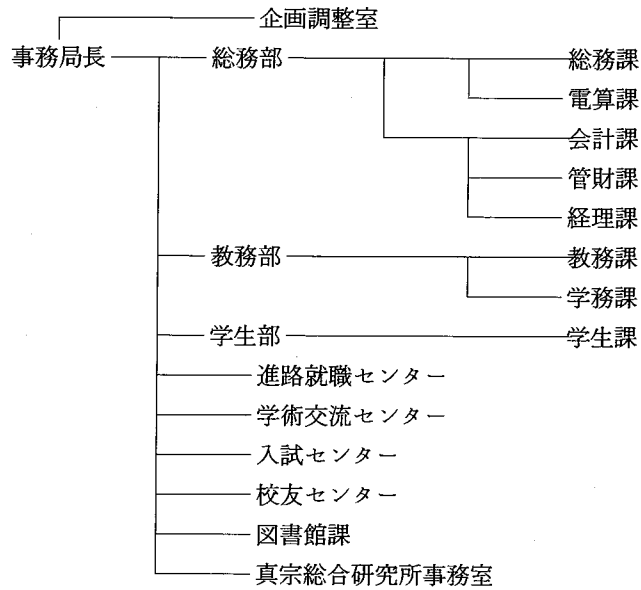 企画調整室
事務局長 総務部 総務課
電算課
会計課
管財課
経理課
教務部 教務課
学務課
学生部 学生課
進路就職センター
学術交流センター
入試センター
校友センター
図書館課
真宗総合研究所事務室